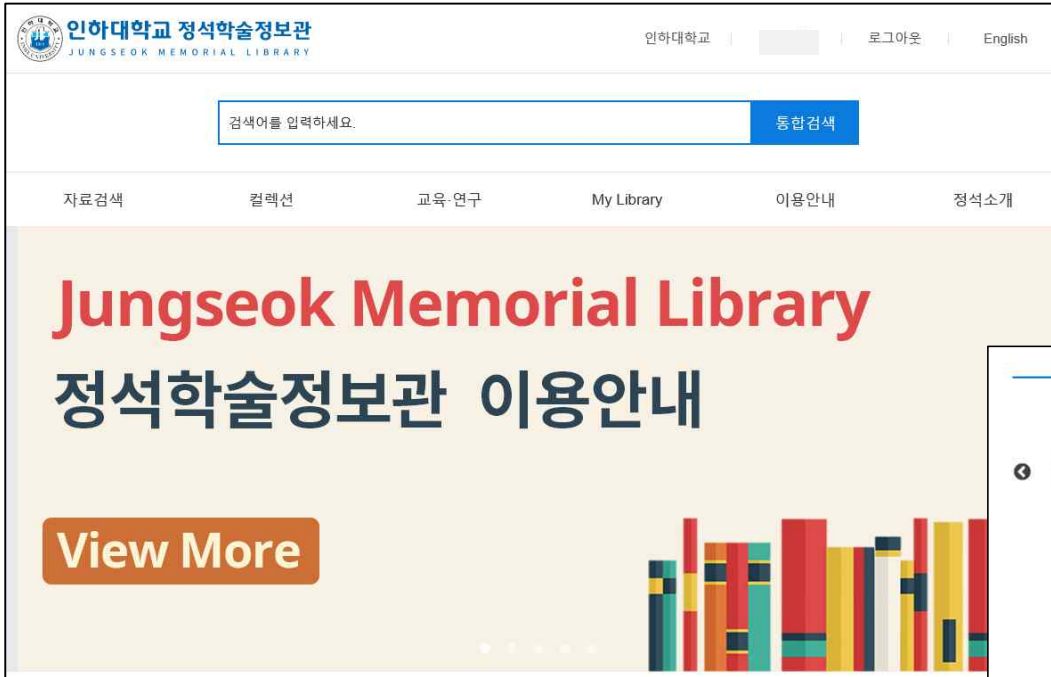 인하대학교 정석학술정보관
JUNGSEOK MEMORIAL LIBRARY
인하대학교 로그아웃 English
검색어를 입력하세요. 통합검색
자료검색 컬렉션 교육·연구 My Library 이용안내 정석소개
Jungseok Memorial Library
정석학술정보관 이용안내
View More